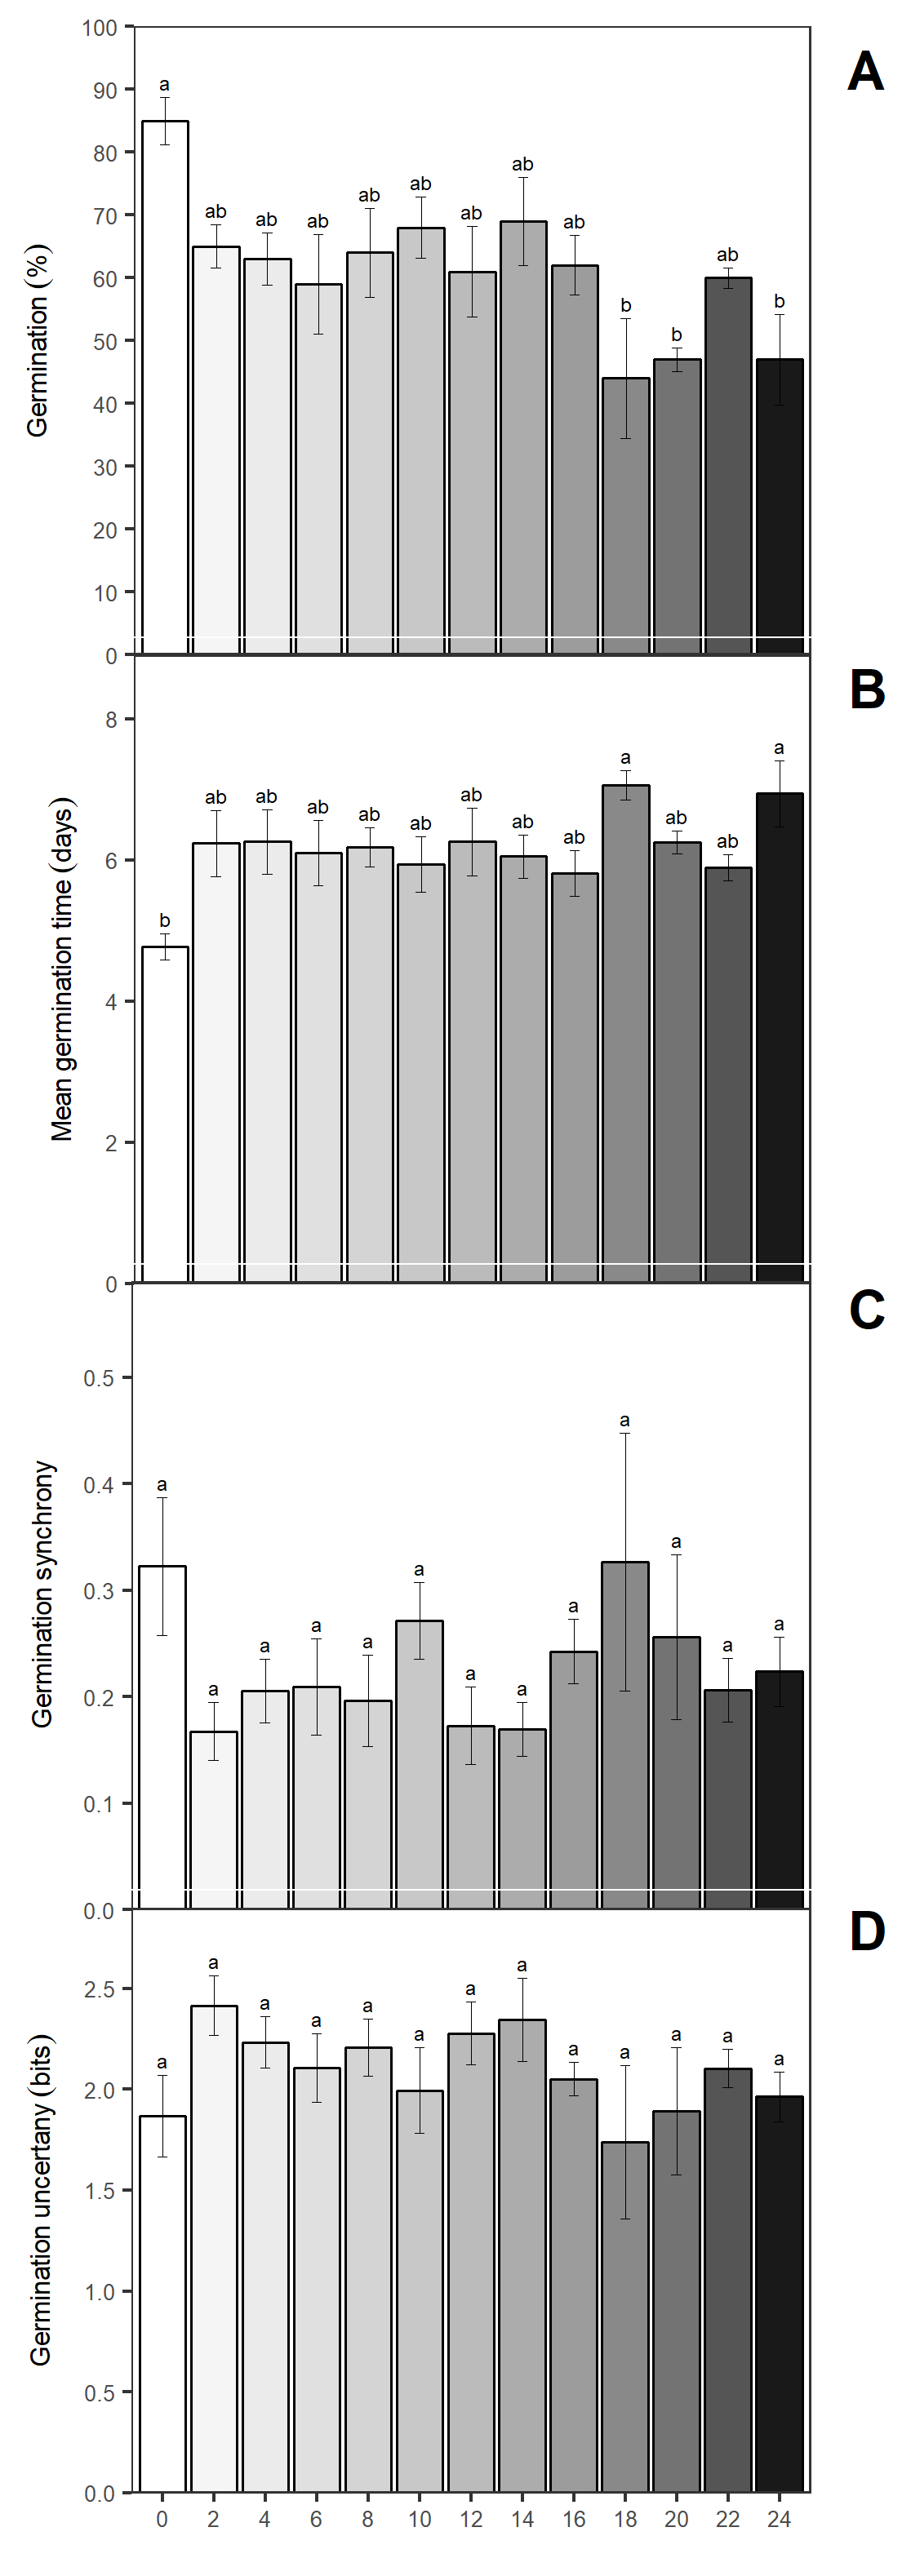 A
Germination (%)
100
90
80
70
60
50
40
30
20
10
0
a
ab
ab
ab
ab
ab
ab
ab
ab
b
b
ab
b
B
Mean germination time (days)
8
6
4
2
0
b
ab
ab
ab
ab
ab
ab
ab
ab
a
ab
ab
a
C
Germination synchrony
0.5
0.4
0.3
0.2
0.1
0.0
a
a
a
a
a
a
a
a
a
a
a
a
a
D
Germination uncertany (bits)
2.5
2.0
1.5
1.0
0.5
0.0
a
a
a
a
a
a
a
a
a
a
a
a
a
0 2 4 6 8 10 12 14 16 18 20 22 24